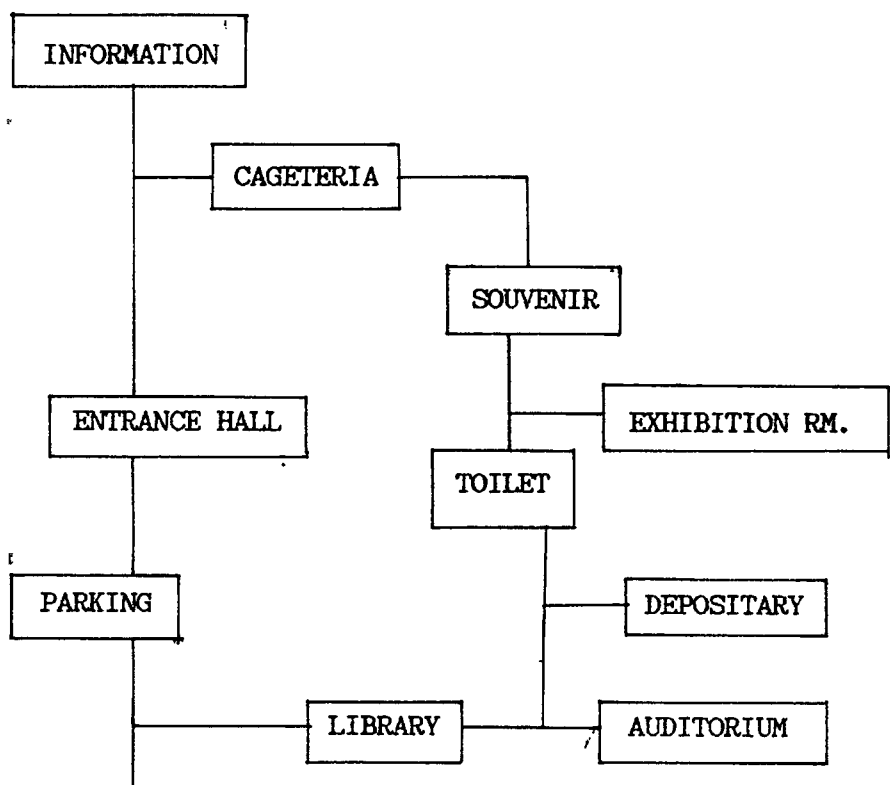 INFORMATION
CAGETERIA
SOUVENIR
ENTRANCE HALL
EXHIBITION RM.
TOILET
PARKING
DEPOSITARY
LIBRARY
AUDITORIUM